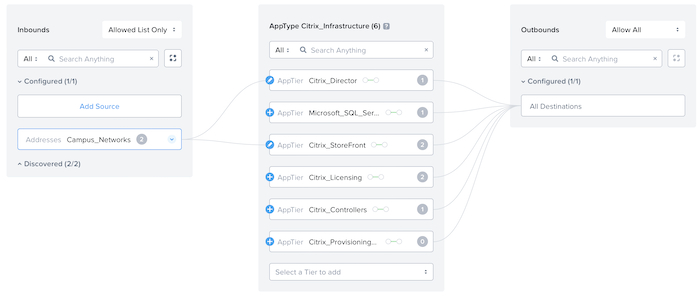 Inbounds
Allowed List Only
All
Search Anything
Configured (1/1)
Add Source
Addresses Campus_Networks 2
Discovered (2/2)
AppType Citrix_Infrastructure (6) ?
All
Search Anything
AppTier Citrix_Director 1
AppTier Microsoft_SQL_Ser... 1
AppTier Citrix_StoreFront 2
AppTier Citrix_Licensing 2
AppTier Citrix_Controllers 1
AppTier Citrix_Provisioning... 0
Select a Tier to add
Outbounds
Allow All
All
Search Anything
Configured (1/1)
All Destinations